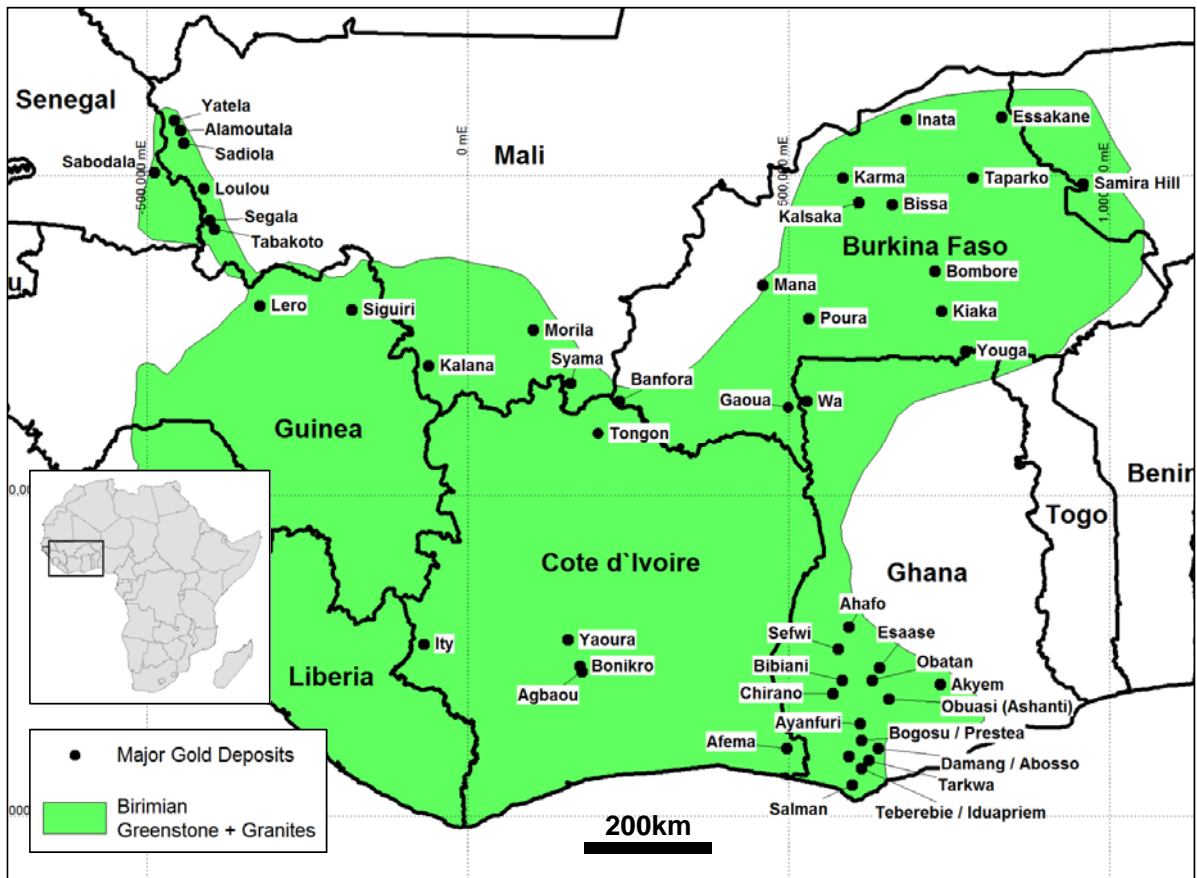 Senegal
Yatela
Alamoutala
Sadiola
Sabodala
Loulou
Segala
Tabakoto
-500,000 mE
0 mE
Mali
500,000 mE
Inata
Essakane
Karma
Taparko
Samira Hill
Kalsaka
Bissa
Burkina Faso
Bombore
Mana
Poura
Kiaka
Youga
Lero
Siguiri
Morila
Kalana
Syama
Banfora
Gaoua
Wa
Tongon
Guinea
Benin
Togo
Cote d`Ivoire
Ghana
Ahafo
Sefwi
Esaase
Bibiani
Obatan
Chirano
Akyem
Obuasi (Ashanti)
Ity
Yaoura
Bonikro
Agbaou
Liberia
Ayanfuri
Bogosu / Prestea
Afema
Damang / Abosso
Tarkwa
Salman
Teberebie / Iduapriem
Major Gold Deposits
Birimian
Greenstone + Granites
200km